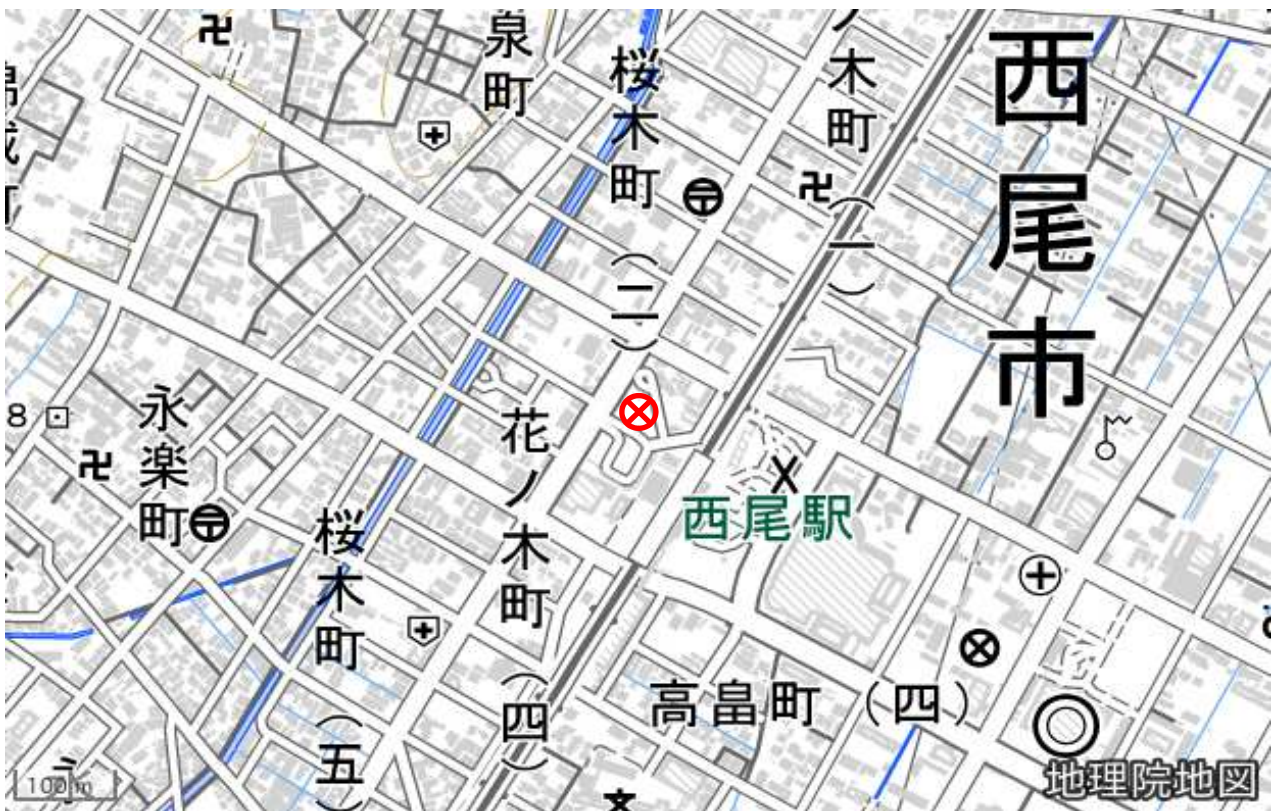 西尾市
泉町
桜木町(二)
ノ木町(一)
永楽町
花ノ木町(四)
桜木町(五)
西尾駅
高畠町(四)
8
100m
地理院地図